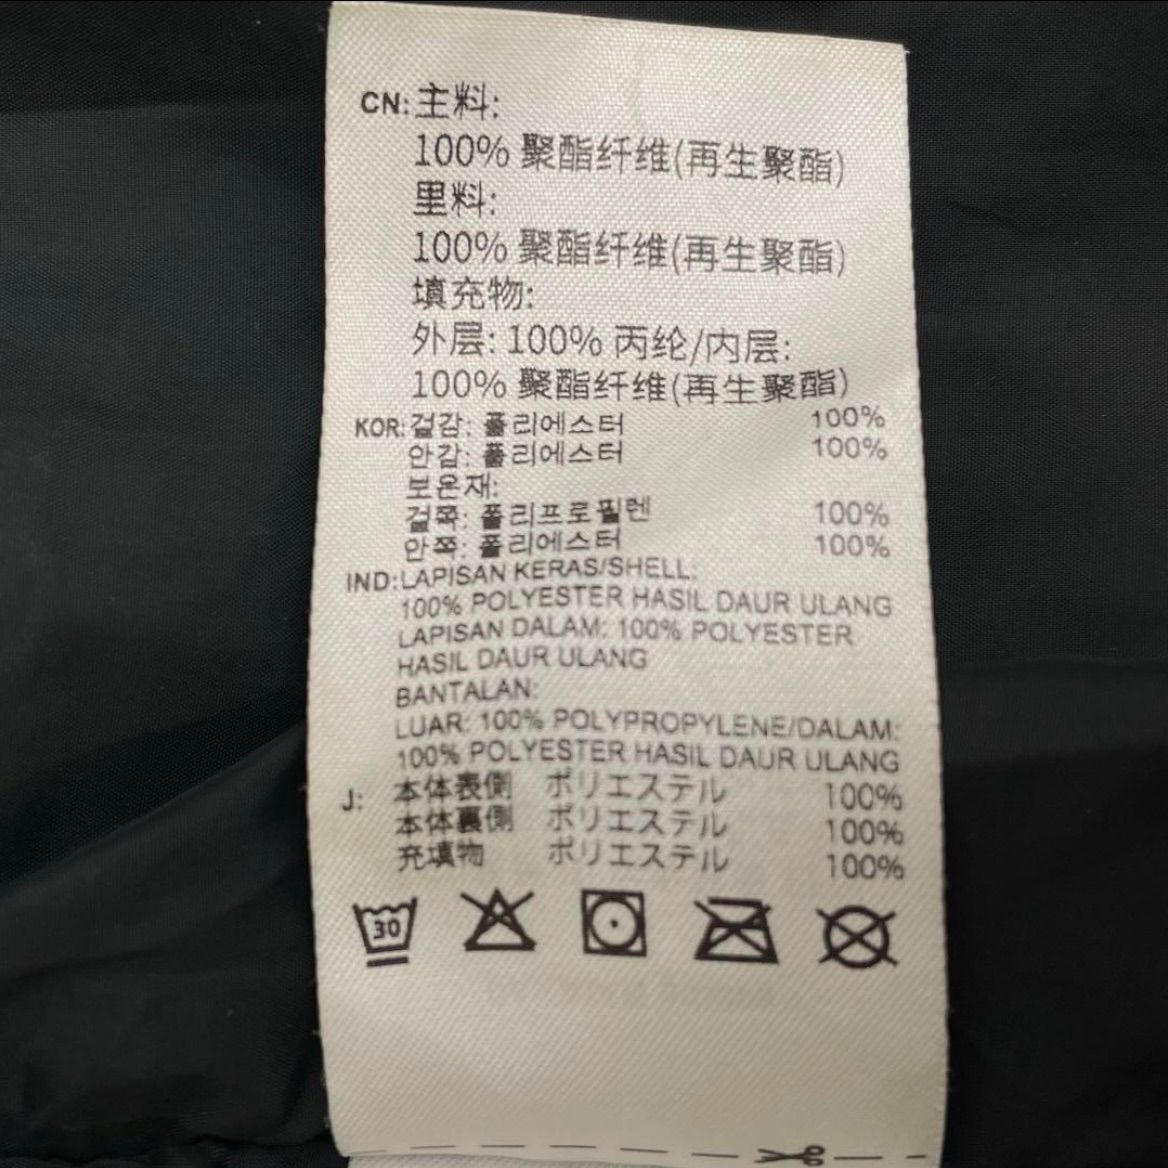 CN: 主料:
100% 聚酯纤维(再生聚酯)
里料:
100% 聚酯纤维(再生聚酯)
填充物:
外层: 100% 丙纶/内层:
100% 聚酯纤维(再生聚酯)
KOR: 겉감: 폴리에스터 100%
안감: 폴리에스터 100%
보온재:
겉쪽: 폴리프로필렌 100%
안쪽: 폴리에스터 100%
IND: LAPISAN KERAS/SHELL:
100% POLYESTER HASIL DAUR ULANG
LAPISAN DALAM: 100% POLYESTER
HASIL DAUR ULANG
BANTALAN:
LUAR: 100% POLYPROPYLENE/DALAM:
100% POLYESTER HASIL DAUR ULANG
J: 本体表側 ポリエステル 100%
本体裏側 ポリエステル 100%
充填物 ポリエステル 100%
30